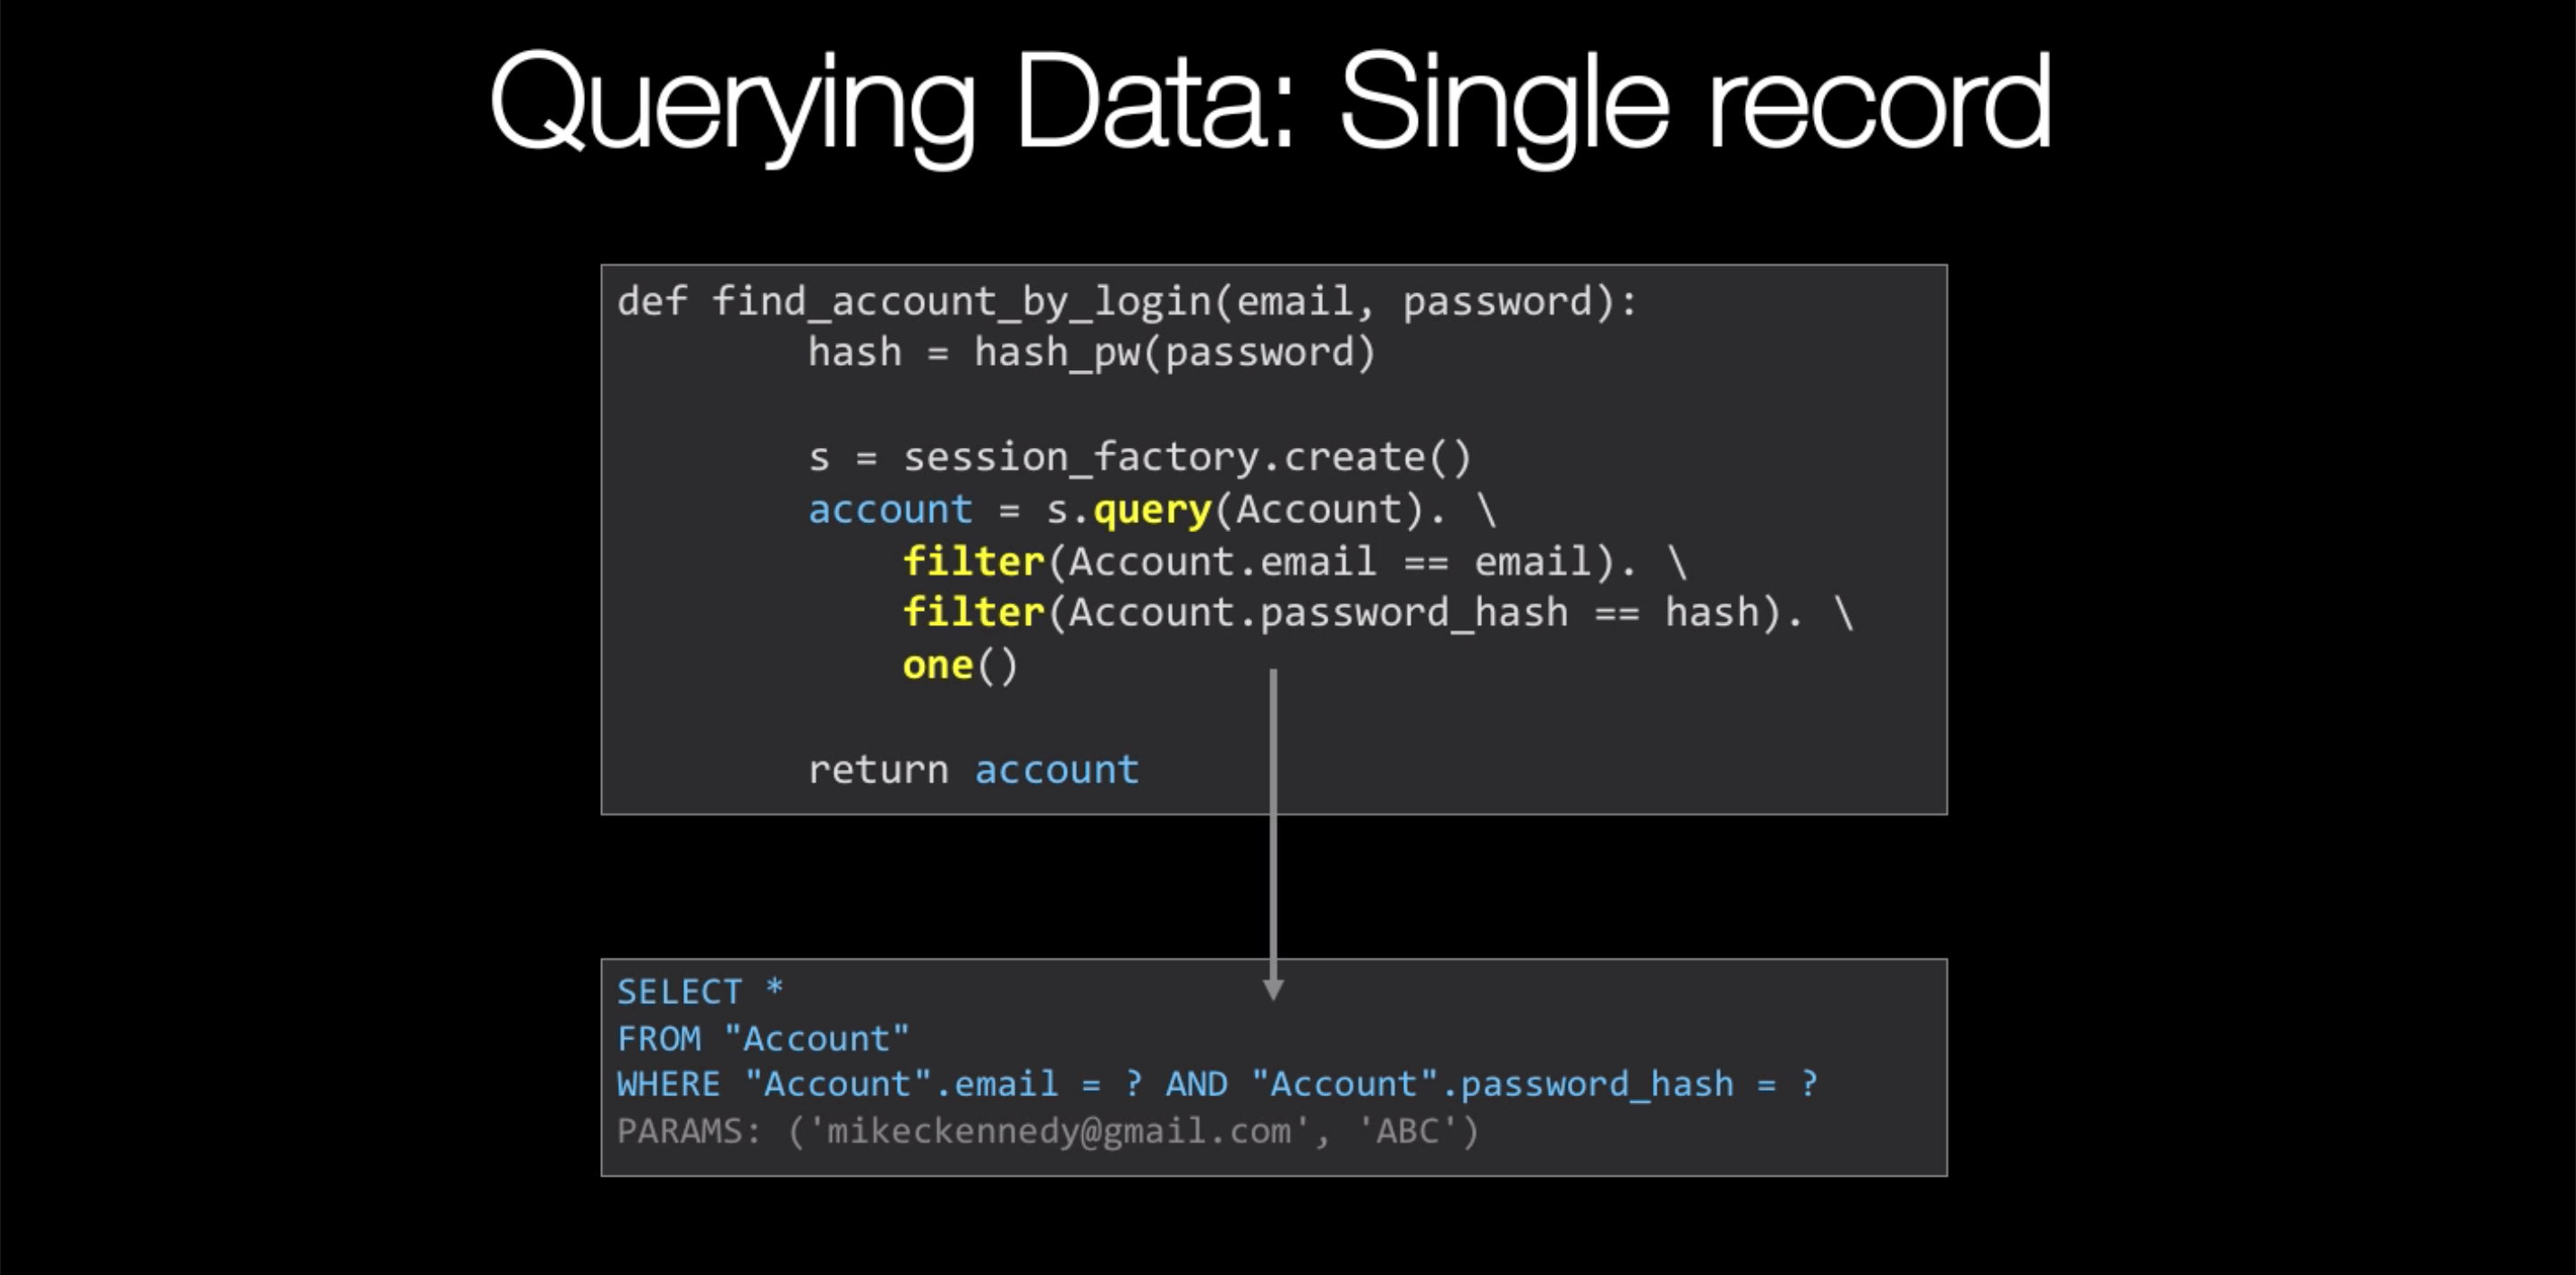 Querying Data: Single record
def find_account_by_login(email, password):
        hash = hash_pw(password)
        s = session_factory.create()
        account = s.query(Account). \
            filter(Account.email == email). \
            filter(Account.password_hash == hash). \
            one()
        return account
SELECT *
FROM "Account"
WHERE "Account".email = ? AND "Account".password_hash = ?
PARAMS: ('mikeckennedy@gmail.com', 'ABC')